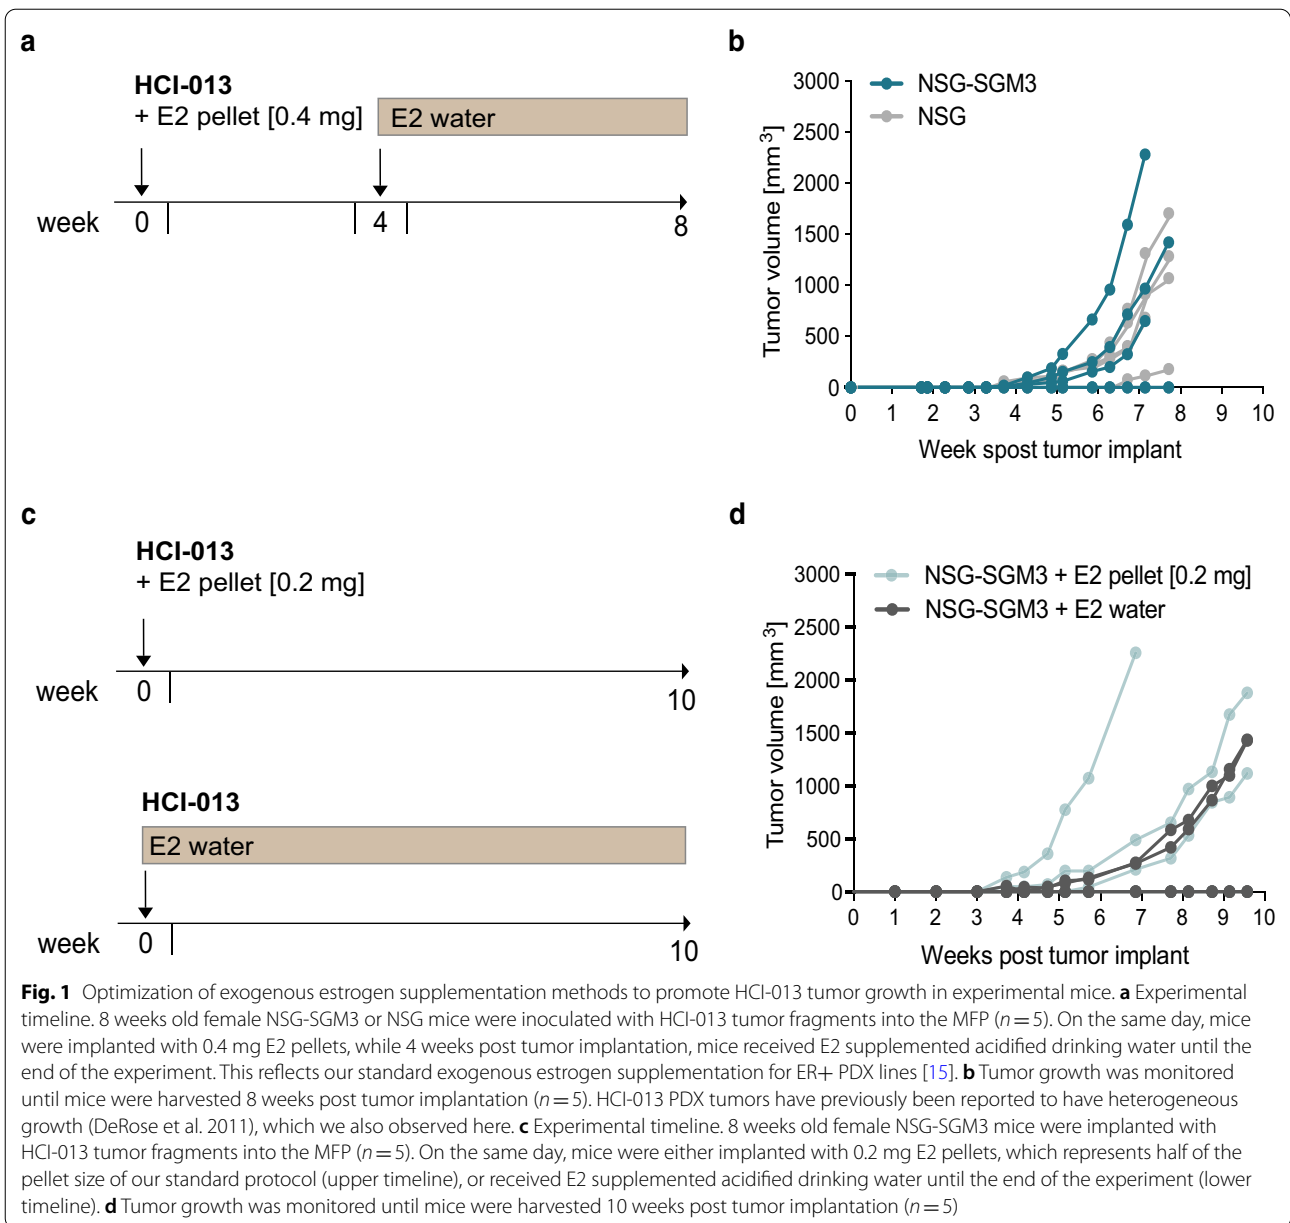 a
HCI-013
+ E2 pellet [0.4 mg]
E2 water
week
0
4
8
b
3000
2500
2000
1500
1000
500
0
Tumor volume [mm3]
NSG-SGM3
NSG
0 1 2 3 4 5 6 7 8 9 10
Week spost tumor implant
c
HCI-013
+ E2 pellet [0.2 mg]
week
0
10
HCI-013
E2 water
week
0
10
d
3000
2500
2000
1500
1000
500
0
Tumor volume [mm3]
NSG-SGM3 + E2 pellet [0.2 mg]
NSG-SGM3 + E2 water
0 1 2 3 4 5 6 7 8 9 10
Weeks post tumor implant
Fig. 1 Optimization of exogenous estrogen supplementation methods to promote HCI-013 tumor growth in experimental mice. a Experimental
timeline. 8 weeks old female NSG-SGM3 or NSG mice were inoculated with HCI-013 tumor fragments into the MFP (n = 5). On the same day, mice
were implanted with 0.4 mg E2 pellets, while 4 weeks post tumor implantation, mice received E2 supplemented acidified drinking water until the
end of the experiment. This reflects our standard exogenous estrogen supplementation for ER+ PDX lines [15]. b Tumor growth was monitored
until mice were harvested 8 weeks post tumor implantation (n = 5). HCI-013 PDX tumors have previously been reported to have heterogeneous
growth (DeRose et al. 2011), which we also observed here. c Experimental timeline. 8 weeks old female NSG-SGM3 mice were implanted with
HCI-013 tumor fragments into the MFP (n = 5). On the same day, mice were either implanted with 0.2 mg E2 pellets, which represents half of the
pellet size of our standard protocol (upper timeline), or received E2 supplemented acidified drinking water until the end of the experiment (lower
timeline). d Tumor growth was monitored until mice were harvested 10 weeks post tumor implantation (n = 5)